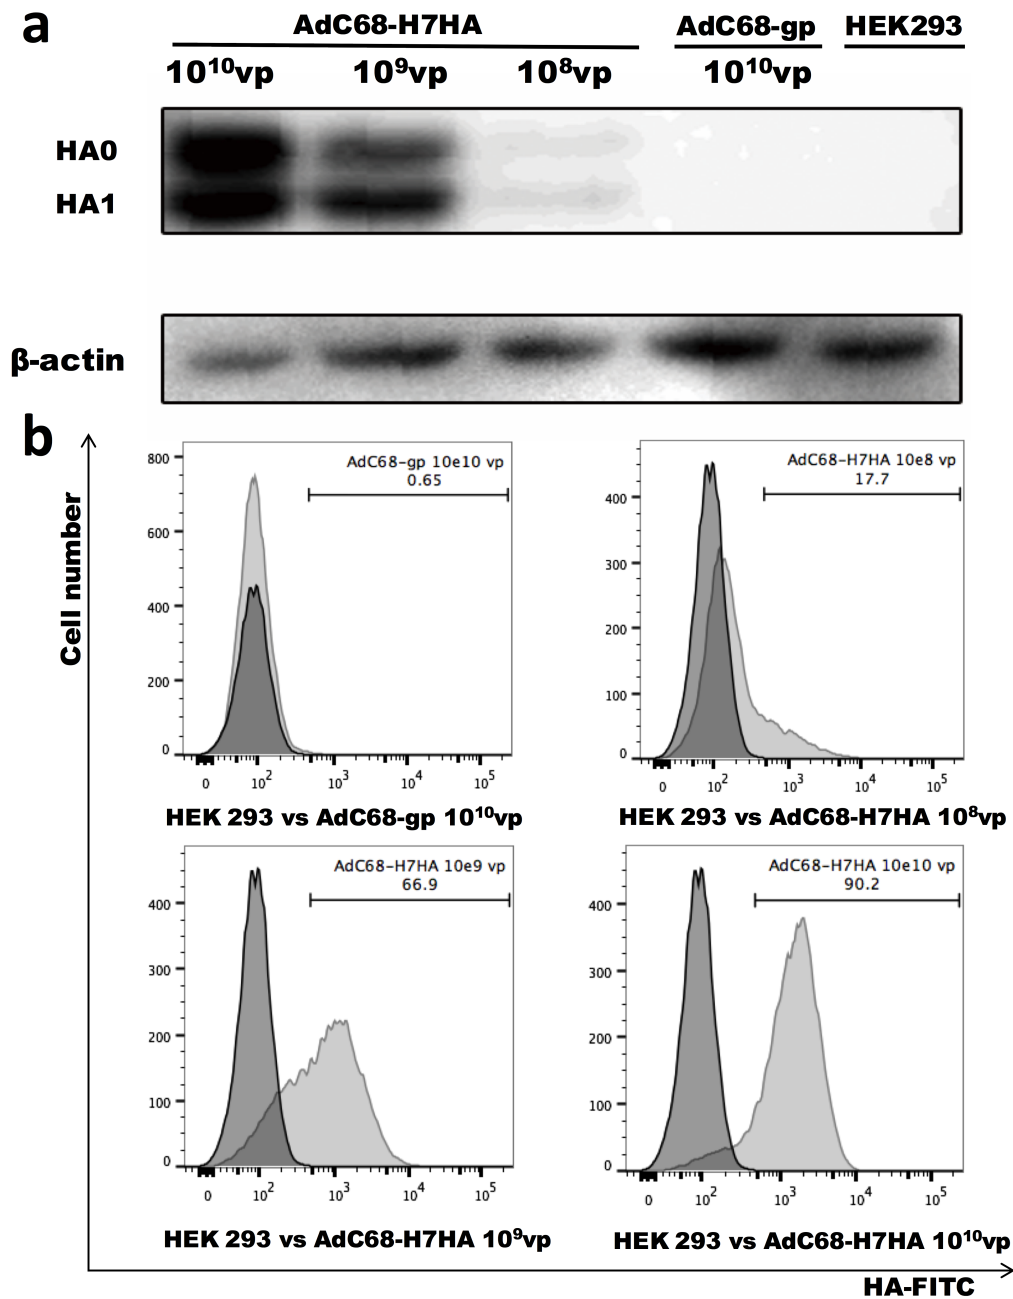 a
AdC68-H7HA AdC68-gp HEK293
10¹⁰vp 10⁹vp 10⁸vp 10¹⁰vp
HA0
HA1
β-actin
b
Cell number
AdC68-gp 10e10 vp
0.65
800
600
400
200
0
0 10² 10³ 10⁴ 10⁵
HEK 293 vs AdC68-gp 10¹⁰vp
AdC68-H7HA 10e8 vp
17.7
400
300
200
100
0
0 10² 10³ 10⁴ 10⁵
HEK 293 vs AdC68-H7HA 10⁸vp
AdC68-H7HA 10e9 vp
66.9
400
300
200
100
0
0 10² 10³ 10⁴ 10⁵
HEK 293 vs AdC68-H7HA 10⁹vp
AdC68-H7HA 10e10 vp
90.2
400
300
200
100
0
0 10² 10³ 10⁴ 10⁵
HEK 293 vs AdC68-H7HA 10¹⁰vp
HA-FITC